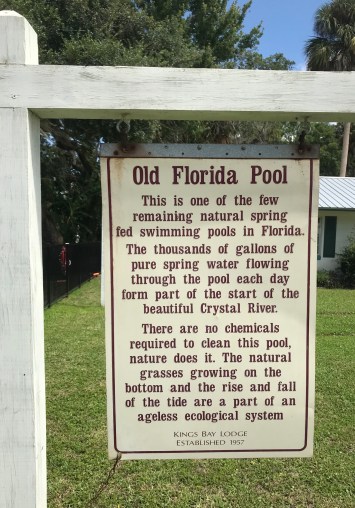 Old Florida Pool
This is one of the few
remaining natural spring
fed swimming pools in Florida.
The thousands of gallons of
pure spring water flowing
through the pool each day
form part of the start of the
beautiful Crystal River.
There are no chemicals
required to clean this pool,
nature does it. The natural
grasses growing on the
bottom and the rise and fall
of the tide are a part of an
ageless ecological system
KINGS BAY LODGE
ESTABLISHED 1957